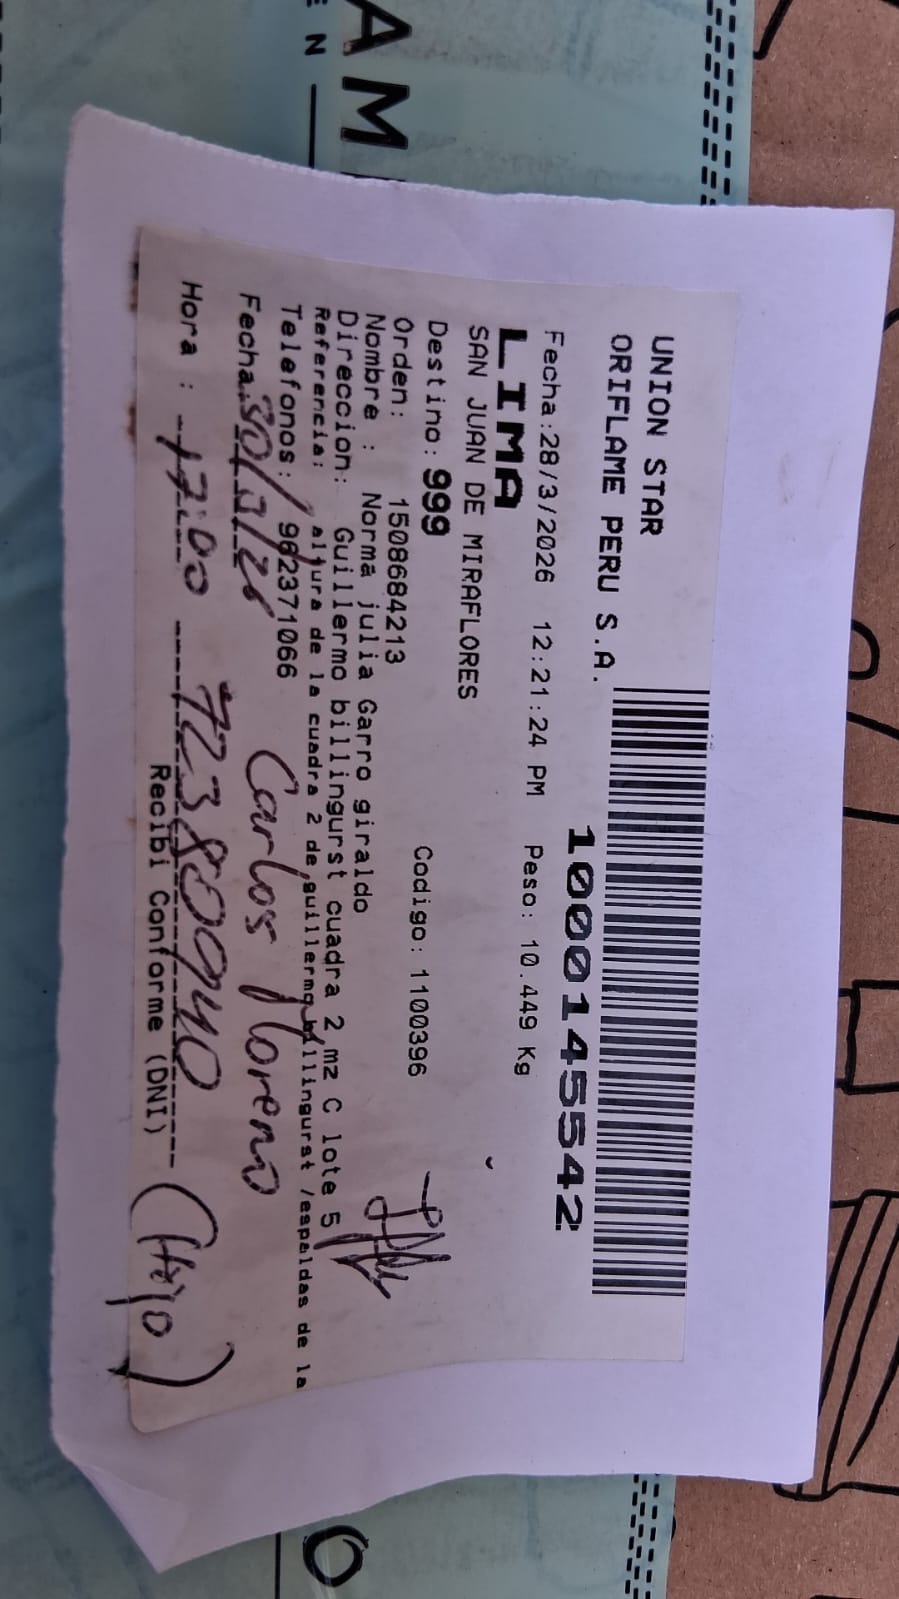 UNION STAR
ORIFLAME PERU S.A.
1000145542
Fecha:28/3/2026 12:21:24 PM Peso: 10.449 Kg
LIMA
SAN JUAN DE MIRAFLORES
Destino: 999 Codigo: 1100396
Orden: 1508684213
Nombre : Norma julia Garro giraldo
Direccion: Guillermo billingurst cuadra 2 mz C lote 5
Referencia: altura de la cuadra 2 de guillermo billingurst /espaldas de la
Telefonos: 962371066
Fecha: 30/3/26 Carlos Moreno
Hora : 17:00 72380940 (Hijo)
Recibi Conforme (DNI)
AM
EN
O